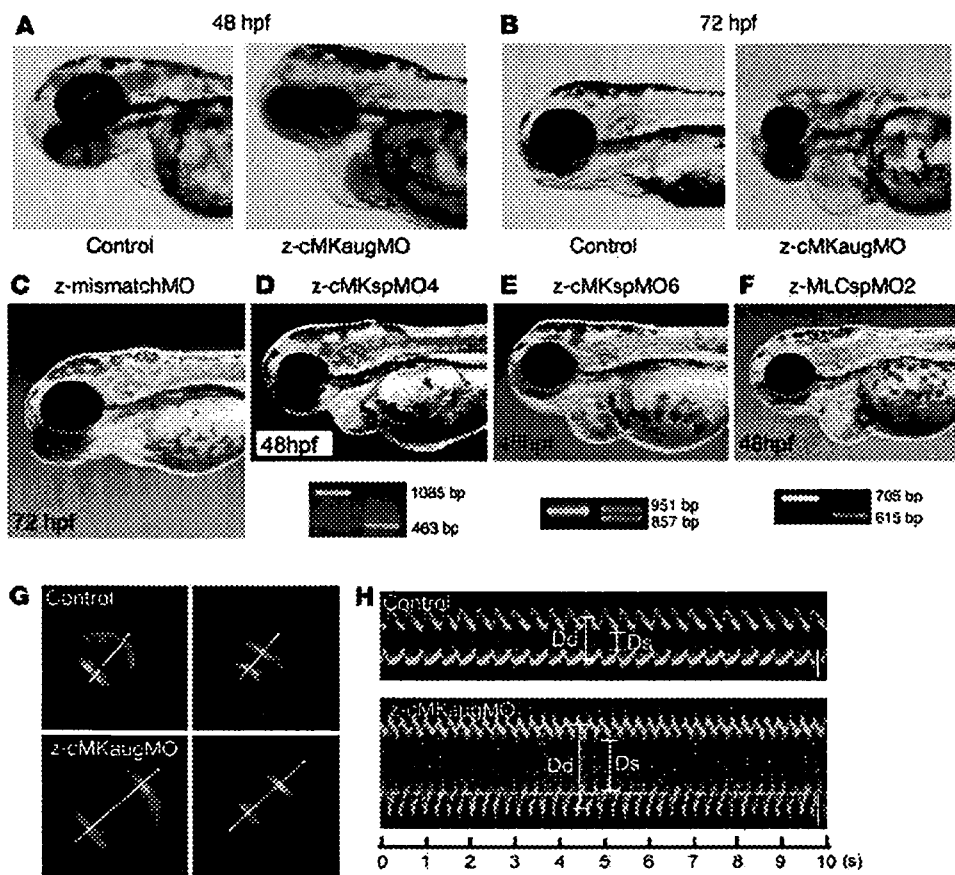 A 48 hpf B 72 hpf
Control z-cMKaugMO Control z-cMKaugMO
C z-mismatchMO D z-cMKspMO4 E z-cMKspMO6 F z-MLCspMO2
48hpf 48hpf
72 hpf
1085 bp
463 bp
951 bp
857 bp
705 bp
615 bp
G Control
z-cMKaugMO
H Control
Dd Ds
z-cMKaugMO
Dd Ds
0 1 2 3 4 5 6 7 8 9 10 (s)